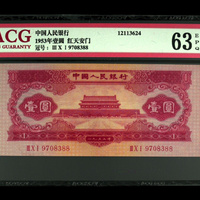 ACG
GUARANTY
中国人民银行
1953年壹圆 红天安门
冠号: III X I 9708388
12113624
63 E
P
Q
中国人民银行
壹圆 壹圆
III X I 9708388 III X I 9708388